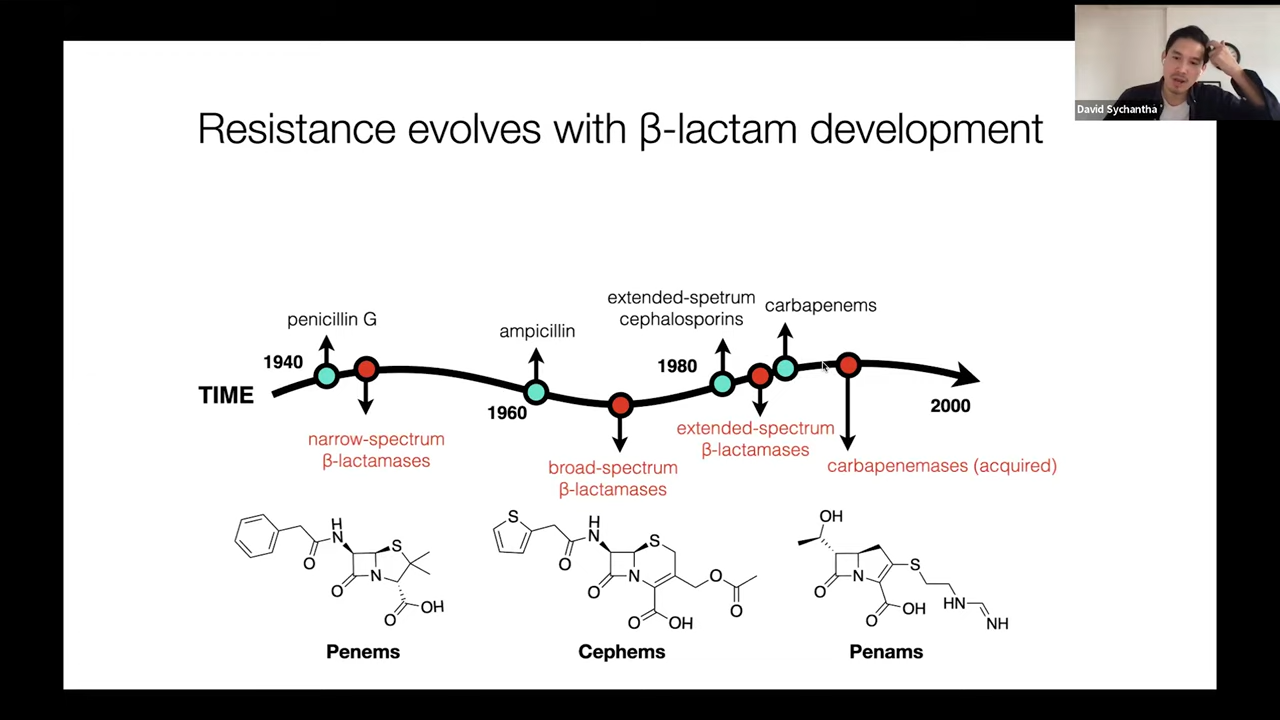 David Sychantha
Resistance evolves with β-lactam development
extended-spetrum
cephalosporins
carbapenems
penicillin G
ampicillin
1940
1960
1980
2000
TIME
narrow-spectrum
β-lactamases
broad-spectrum
β-lactamases
extended-spectrum
β-lactamases
carbapenemases (acquired)
H
N
O
S
O
N
O
OH
S
H
N
O
S
O
N
O
O
O
OH
OH
O
N
S
O
OH
HN
NH
Penems
Cephems
Penams